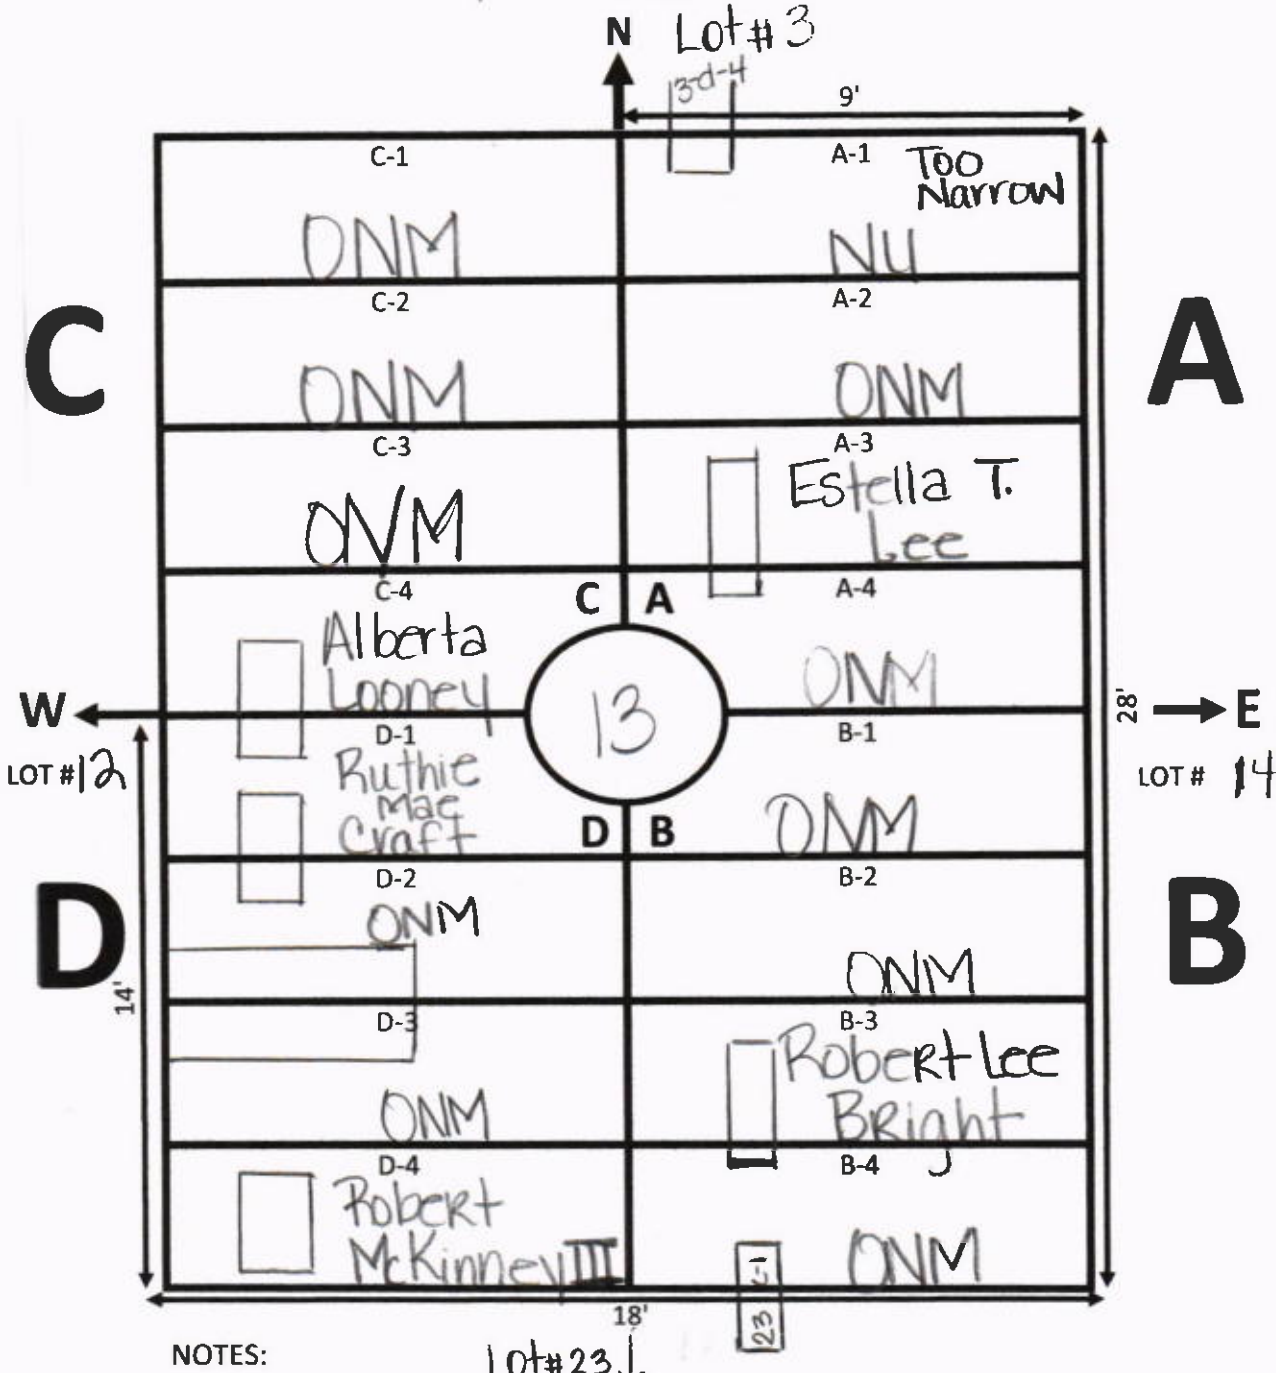 N Lot# 3
3-d-4
9'
C-1 A-1 Too
Narrow
ONM NU
C-2 A-2
C A
ONM ONM
C-3 A-3
ONM Estella T.
Lee
C-4 C A A-4
Alberta
Looney ONM
W 13 28' E
D-1 B-1
LOT #12 LOT # 14
Ruthie
Mae
Craft ONM
D B
D-2 B-2
ONM
D B
14' ONM
D-3 B-3
Robert Lee
ONM Bright
D-4 B-4
Robert
McKinney III ONM
23 C-1
18'
NOTES: Lot#23